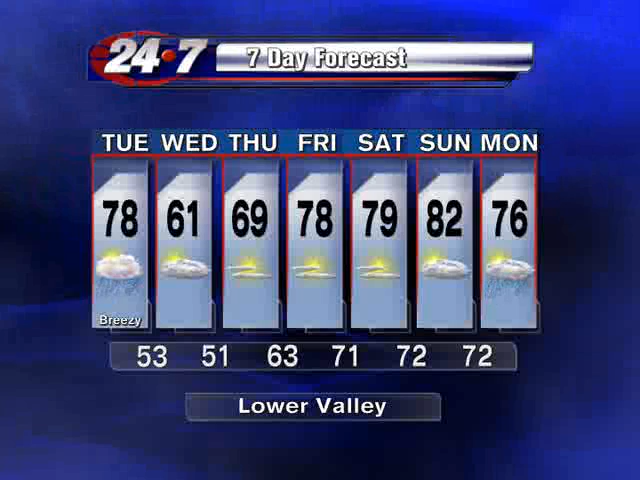 24·7 7 Day Forecast
TUE WED THU FRI SAT SUN MON
78 61 69 78 79 82 76
Breezy
53 51 63 71 72 72
Lower Valley